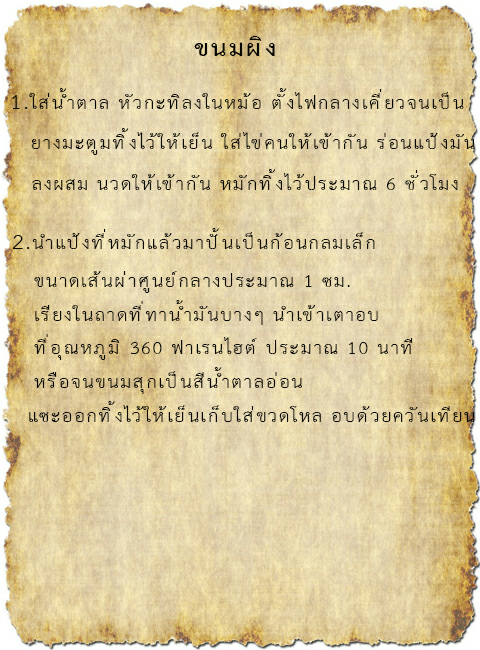 ขนมผิง
1.ใส่น้ำตาล หัวกะทิลงในหม้อ ตั้งไฟกลางเคี่ยวจนเป็น
ยางมะตูมทิ้งไว้ให้เย็น ใส่ไข่คนให้เข้ากัน ร่อนแป้งมัน
ลงผสม นวดให้เข้ากัน หมักทิ้งไว้ประมาณ 6 ชั่วโมง
2.นำแป้งที่หมักแล้วมาปั้นเป็นก้อนกลมเล็ก
ขนาดเส้นผ่าศูนย์กลางประมาณ 1 ซม.
เรียงในถาดที่ทาน้ำมันบางๆ นำเข้าเตาอบ
ที่อุณหภูมิ 360 ฟาเรนไฮต์ ประมาณ 10 นาที
หรือจนขนมสุกเป็นสีน้ำตาลอ่อน
แซะออกทิ้งไว้ให้เย็นเก็บใส่ขวดโหล อบด้วยควันเทียน